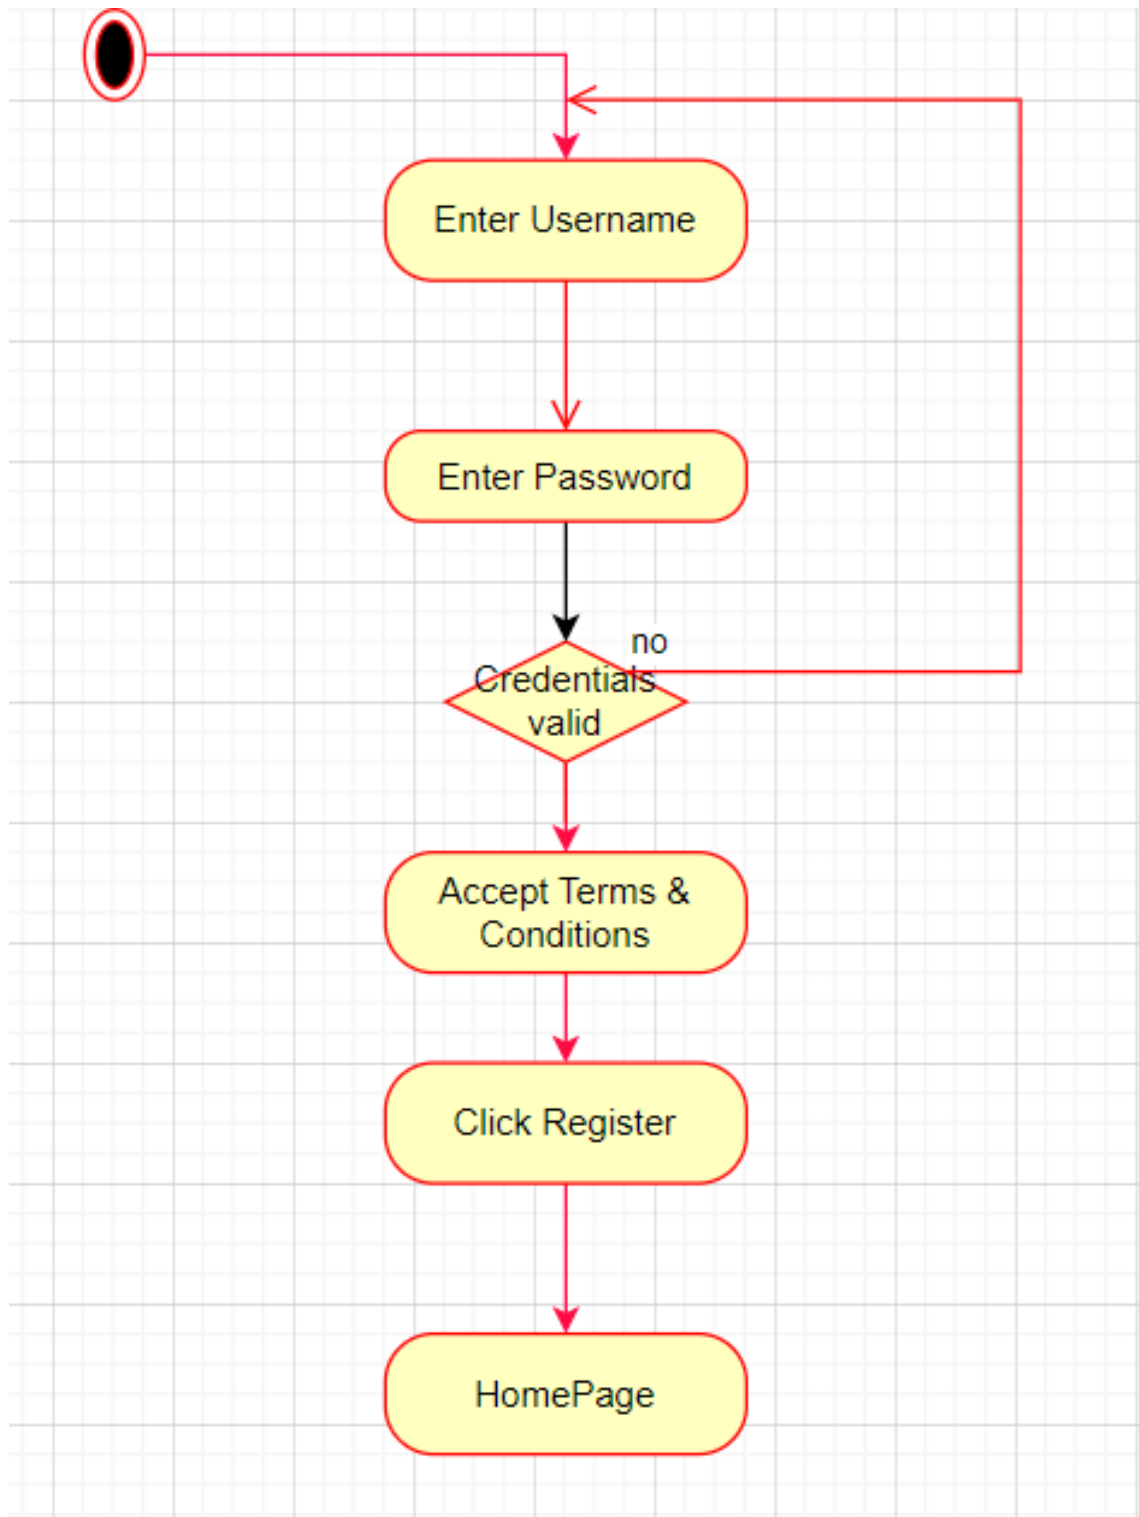 Enter Username
Enter Password
no
Credentials
valid
Accept Terms &
Conditions
Click Register
HomePage